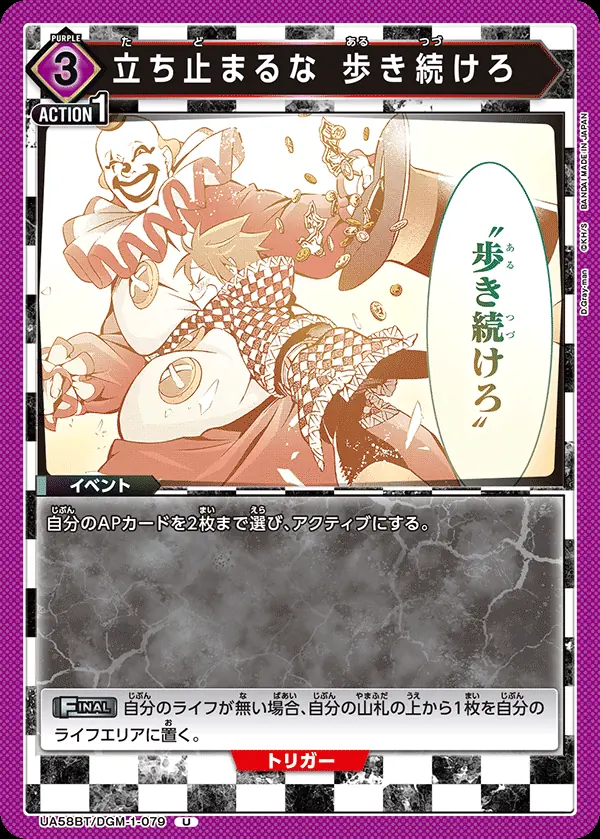 PURPLE
3
立ち止まるな 歩き続けろ
ACTION 1
"歩き続けろ"
D.Gray-man ©KH/S BANDAI MADE IN JAPAN
イベント
自分のAPカードを2枚まで選び、アクティブにする。
FINAL 自分のライフが無い場合、自分の山札の上から1枚を自分の
ライフエリアに置く。
トリガー
UA58BT/DGM-1-079 U